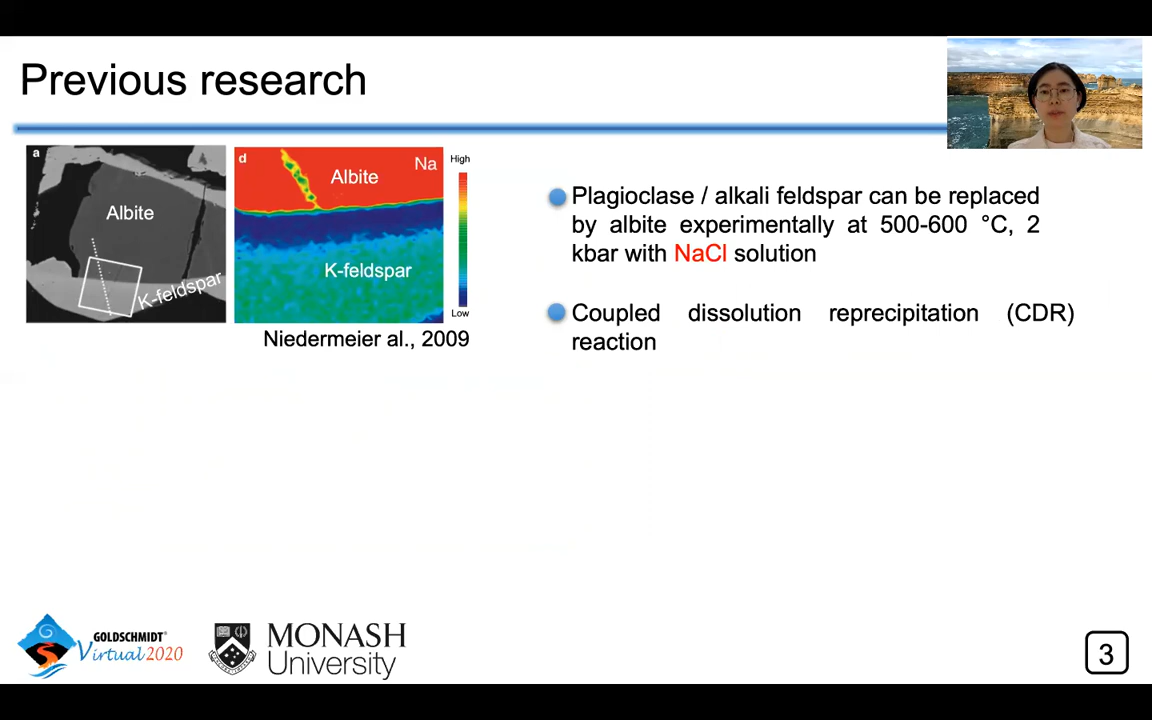 Previous research
a
Albite
K-feldspar
d
Na
Albite
K-feldspar
High
Low
Niedermeier al., 2009
Plagioclase / alkali feldspar can be replaced
by albite experimentally at 500-600 °C, 2
kbar with NaCl solution
Coupled dissolution reprecipitation (CDR)
reaction
GOLDSCHMIDT®
Virtual2020
MONASH
University
3